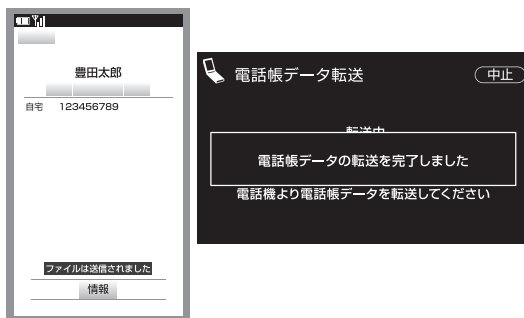 豊田太郎
自宅 123456789
ファイルは送信されました
情報
電話帳データ転送
中止
転送中
電話帳データの転送を完了しました
電話機より電話帳データを転送してください